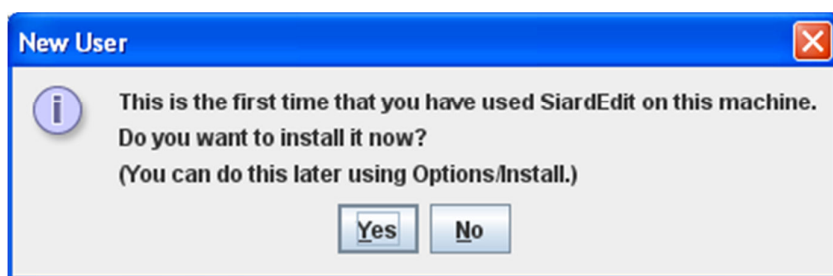 New User
This is the first time that you have used SiardEdit on this machine.
Do you want to install it now?
(You can do this later using Options/Install.)
Yes No